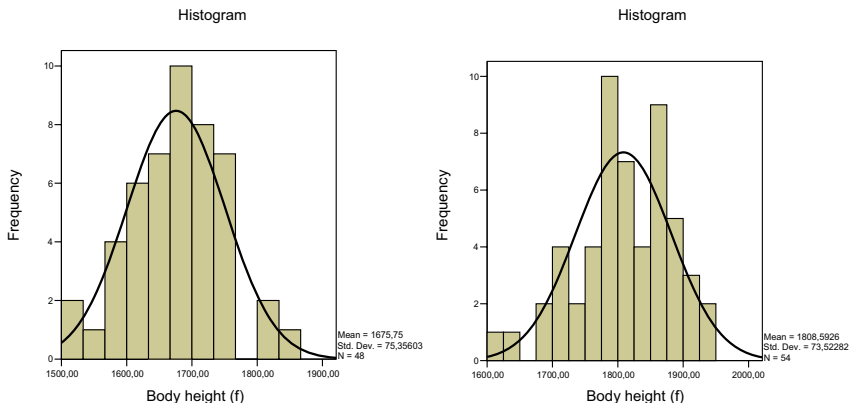 Histogram
10
8
6
4
2
0
Frequency
1500,00 1600,00 1700,00 1800,00 1900,00
Body height (f)
Mean = 1675,75
Std. Dev. = 75,35603
N = 48
Histogram
10
8
6
4
2
0
Frequency
1600,00 1700,00 1800,00 1900,00 2000,00
Body height (f)
Mean = 1808,5926
Std. Dev. = 73,52282
N = 54